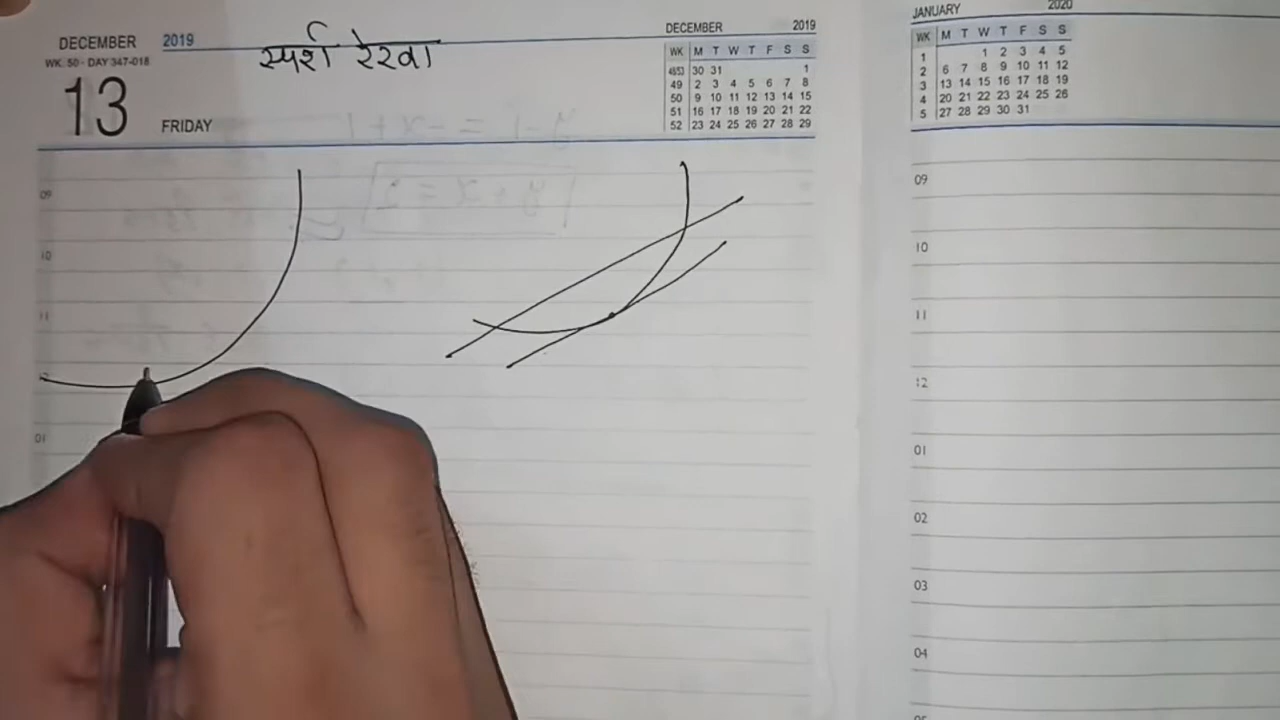 DECEMBER 2019
WK. 50 - DAY 347-018
13
FRIDAY
स्पर्श रेखा
DECEMBER 2019
WK M T W T F S S
48/53 30 31 1
49 2 3 4 5 6 7 8
50 9 10 11 12 13 14 15
51 16 17 18 19 20 21 22
52 23 24 25 26 27 28 29
09
10
11
12
01
JANUARY 2020
WK M T W T F S S
1 1 2 3 4 5
2 6 7 8 9 10 11 12
3 13 14 15 16 17 18 19
4 20 21 22 23 24 25 26
5 27 28 29 30 31
09
10
11
12
01
02
03
04